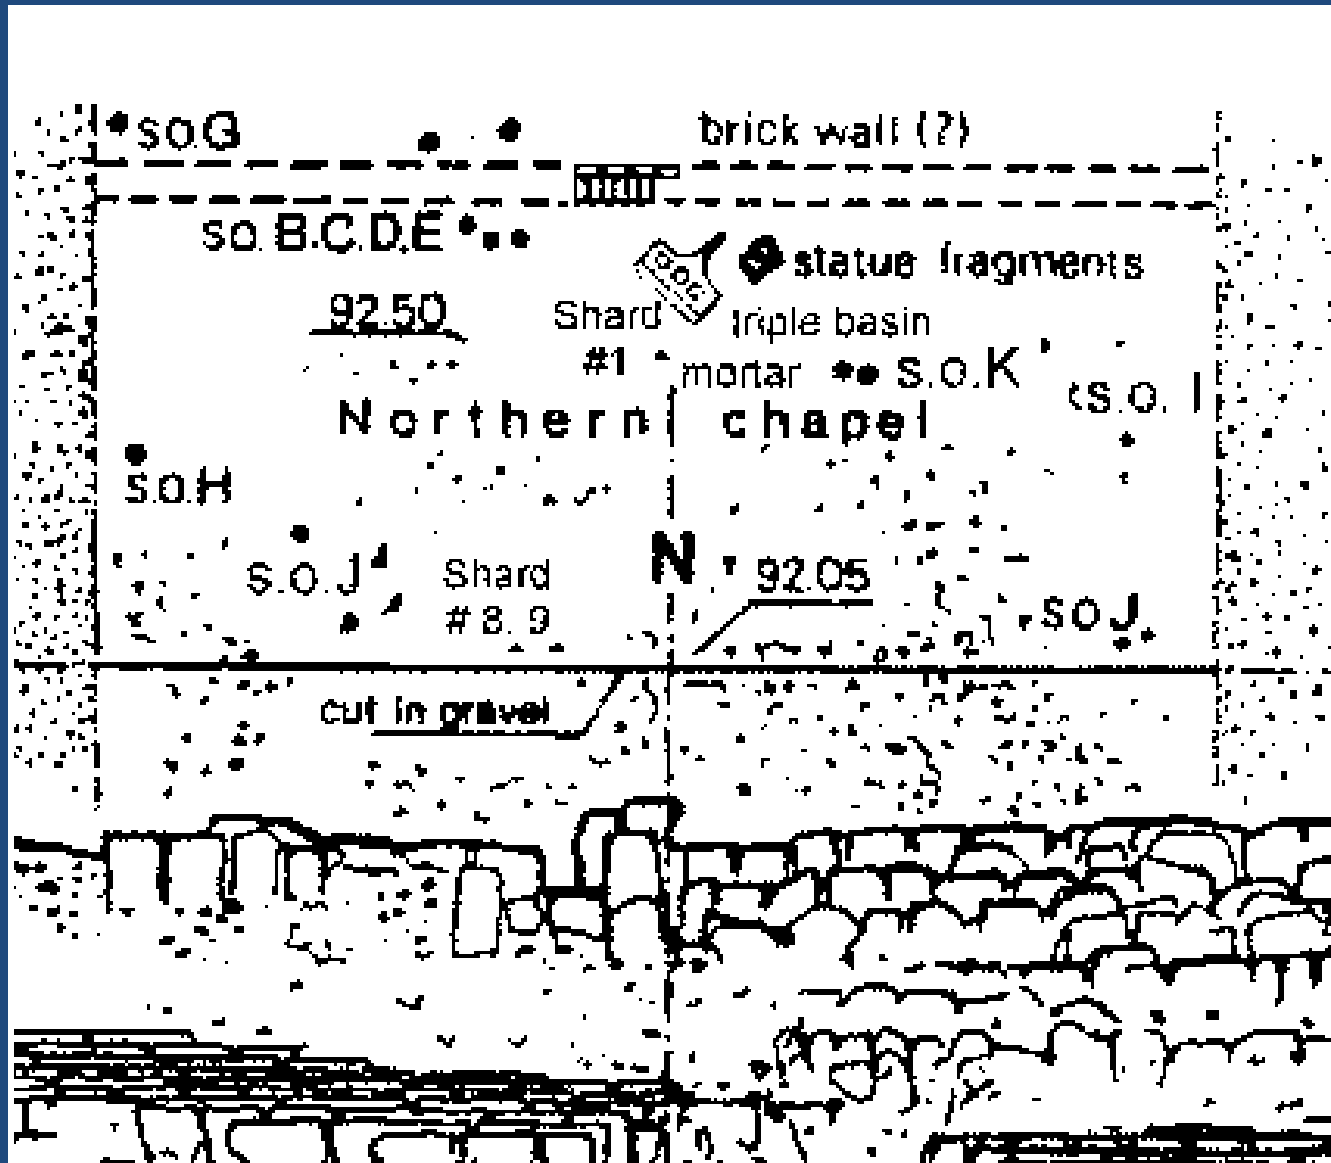 s.o.G
brick wall (?)
s.o. B.C.D.E
statue fragments
92.50
Shard
#1
triple basin
mortar
s.o.K
s.o. I
Northern chapel
s.o.H
s.o.J
Shard
# 8. 9
N
92.05
s.o.J
cut in gravel